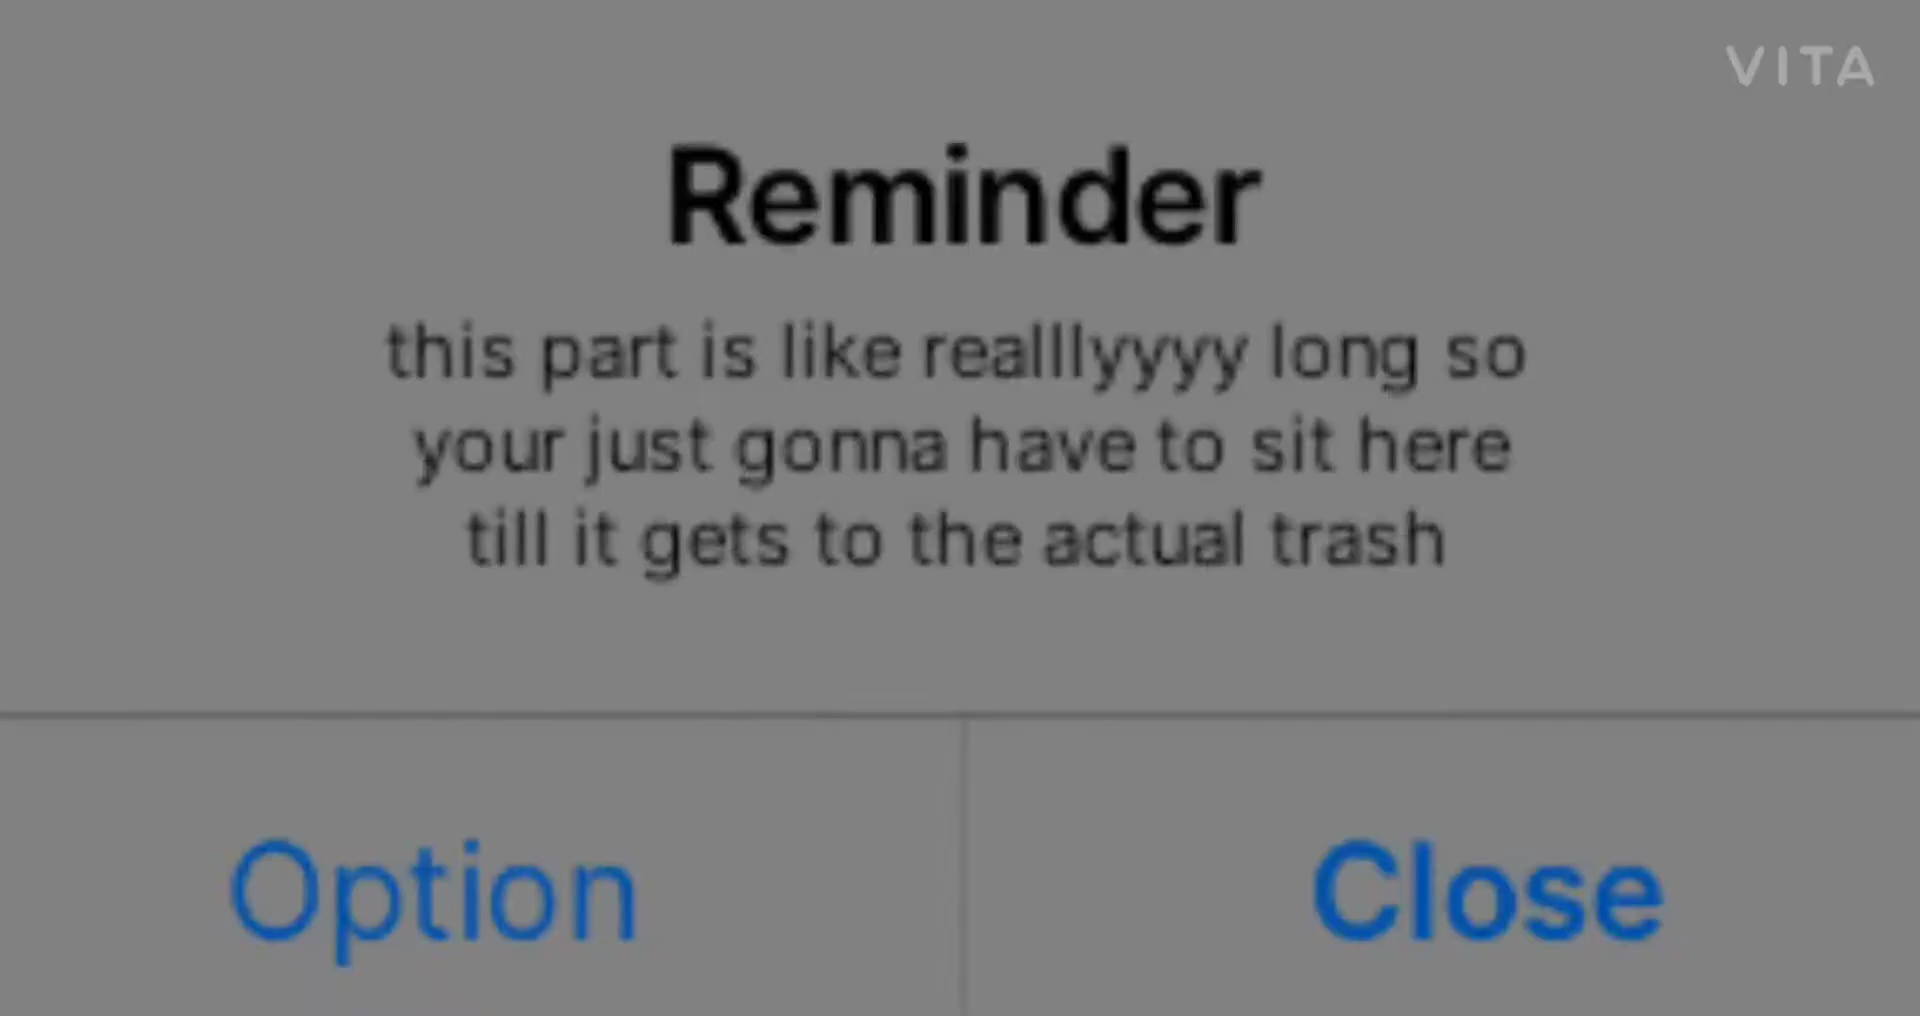 VITA
Reminder
this part is like realllyyyy long so
your just gonna have to sit here
till it gets to the actual trash
Option
Close